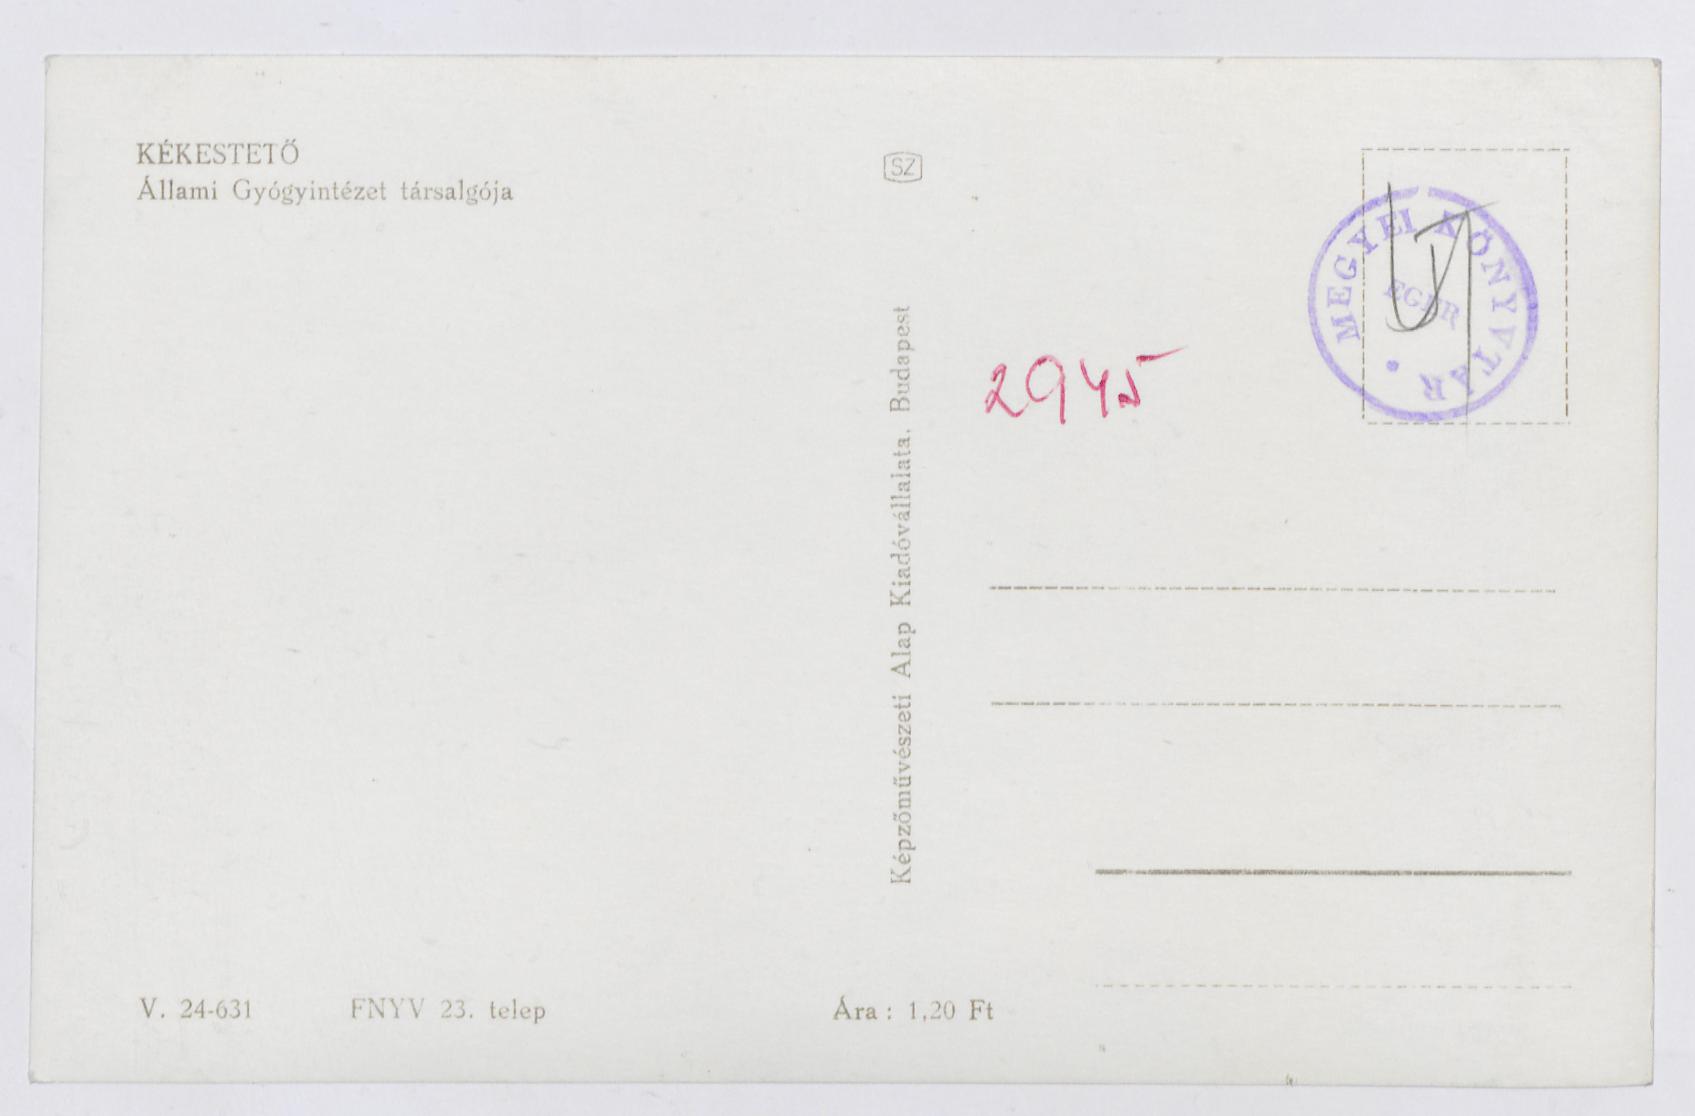 KÉKESTETŐ
Állami Gyógyintézet társalgója
SZ
MEGYEI KÖNYVTÁR
EGER
2945
Képzőművészeti Alap Kiadóvállalata, Budapest
V. 24-631 FNYV 23. telep Ára : 1,20 Ft